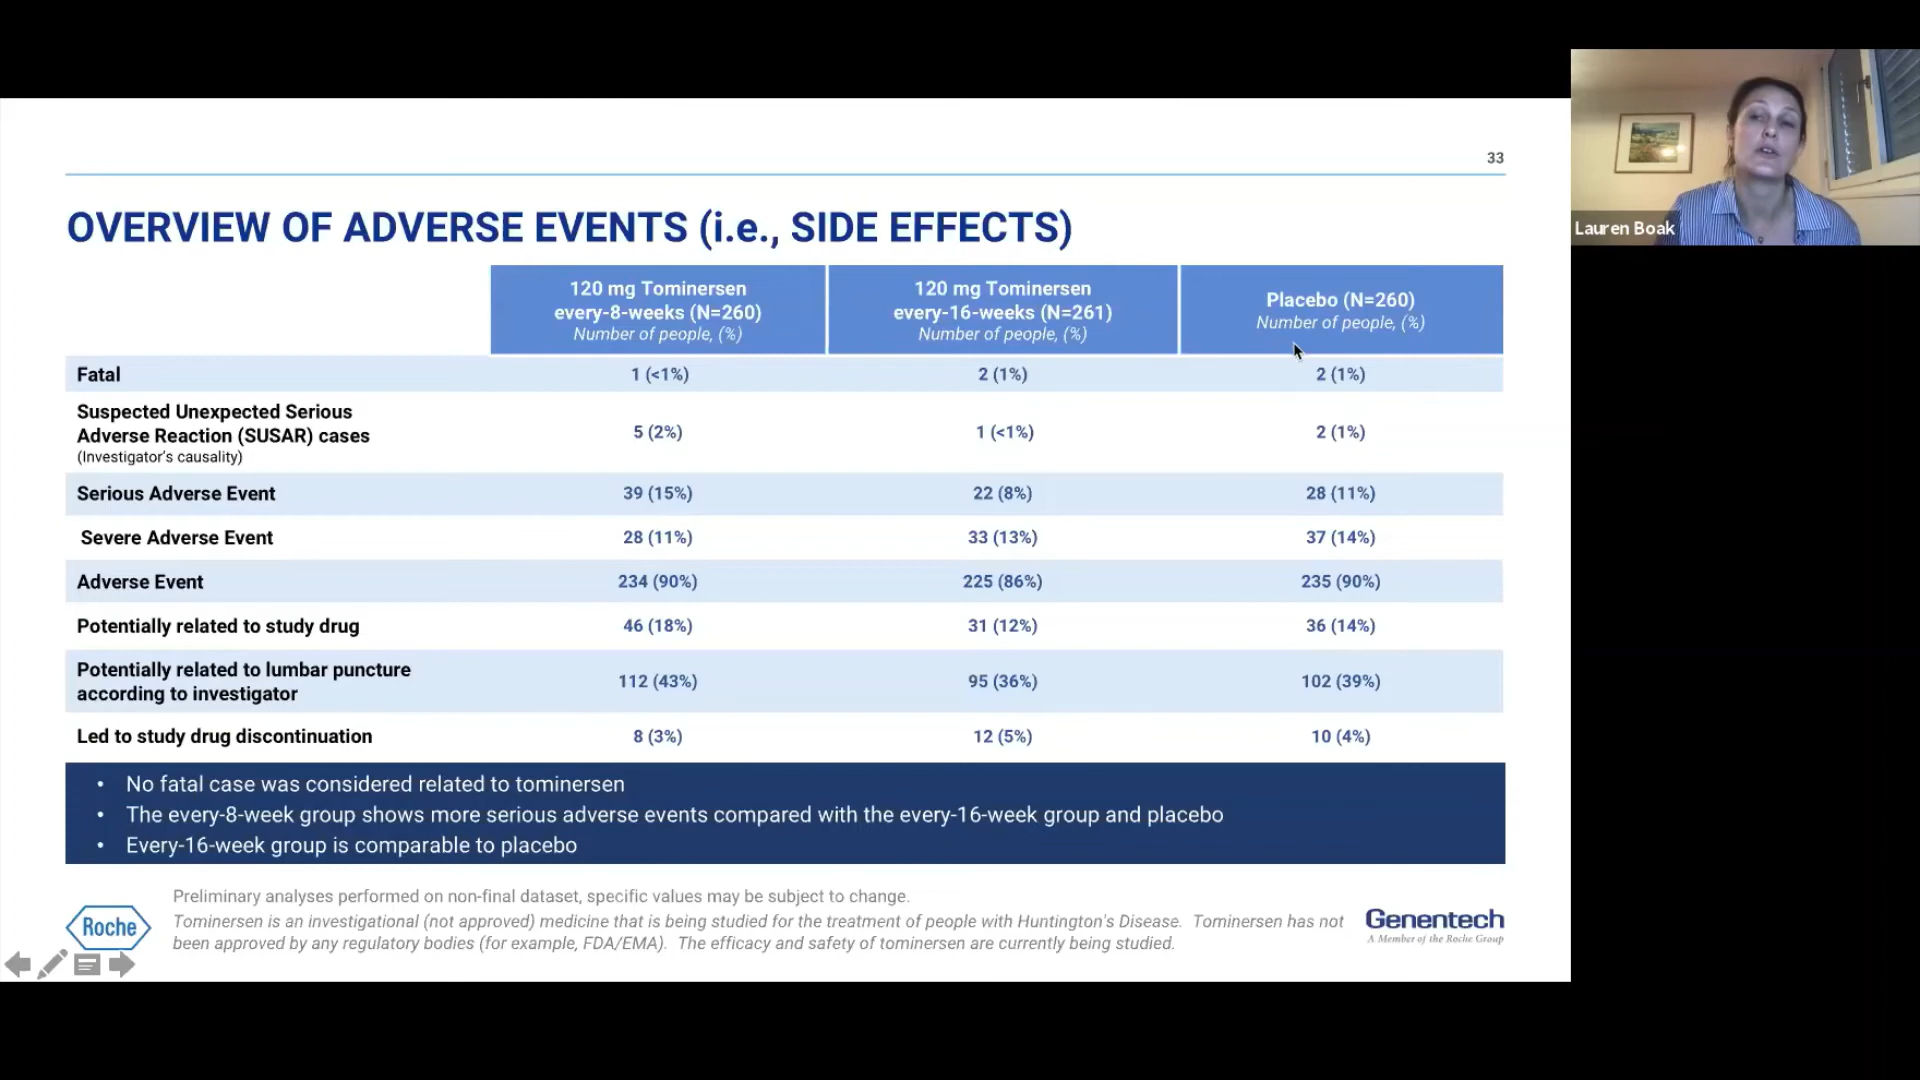 33
Lauren Boak
OVERVIEW OF ADVERSE EVENTS (i.e., SIDE EFFECTS)
120 mg Tominersen
every-8-weeks (N=260)
Number of people, (%)
120 mg Tominersen
every-16-weeks (N=261)
Number of people, (%)
Placebo (N=260)
Number of people, (%)
Fatal 1 (<1%) 2 (1%) 2 (1%)
Suspected Unexpected Serious
Adverse Reaction (SUSAR) cases 5 (2%) 1 (<1%) 2 (1%)
(Investigator's causality)
Serious Adverse Event 39 (15%) 22 (8%) 28 (11%)
Severe Adverse Event 28 (11%) 33 (13%) 37 (14%)
Adverse Event 234 (90%) 225 (86%) 235 (90%)
Potentially related to study drug 46 (18%) 31 (12%) 36 (14%)
Potentially related to lumbar puncture
according to investigator 112 (43%) 95 (36%) 102 (39%)
Led to study drug discontinuation 8 (3%) 12 (5%) 10 (4%)
• No fatal case was considered related to tominersen
• The every-8-week group shows more serious adverse events compared with the every-16-week group and placebo
• Every-16-week group is comparable to placebo
Preliminary analyses performed on non-final dataset, specific values may be subject to change.
Tominersen is an investigational (not approved) medicine that is being studied for the treatment of people with Huntington's Disease. Tominersen has not
been approved by any regulatory bodies (for example, FDA/EMA). The efficacy and safety of tominersen are currently being studied.
Roche
Genentech
A Member of the Roche Group